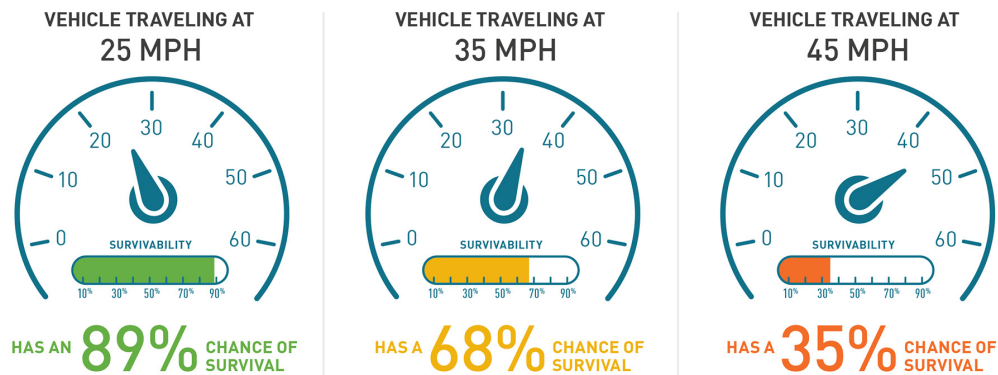 VEHICLE TRAVELING AT
25 MPH
0
10
20
30
40
50
60
SURVIVABILITY
10% 30% 50% 70% 90%
HAS AN 89% CHANCE OF
SURVIVAL
VEHICLE TRAVELING AT
35 MPH
0
10
20
30
40
50
60
SURVIVABILITY
10% 30% 50% 70% 90%
HAS A 68% CHANCE OF
SURVIVAL
VEHICLE TRAVELING AT
45 MPH
0
10
20
30
40
50
60
SURVIVABILITY
10% 30% 50% 70% 90%
HAS A 35% CHANCE OF
SURVIVAL